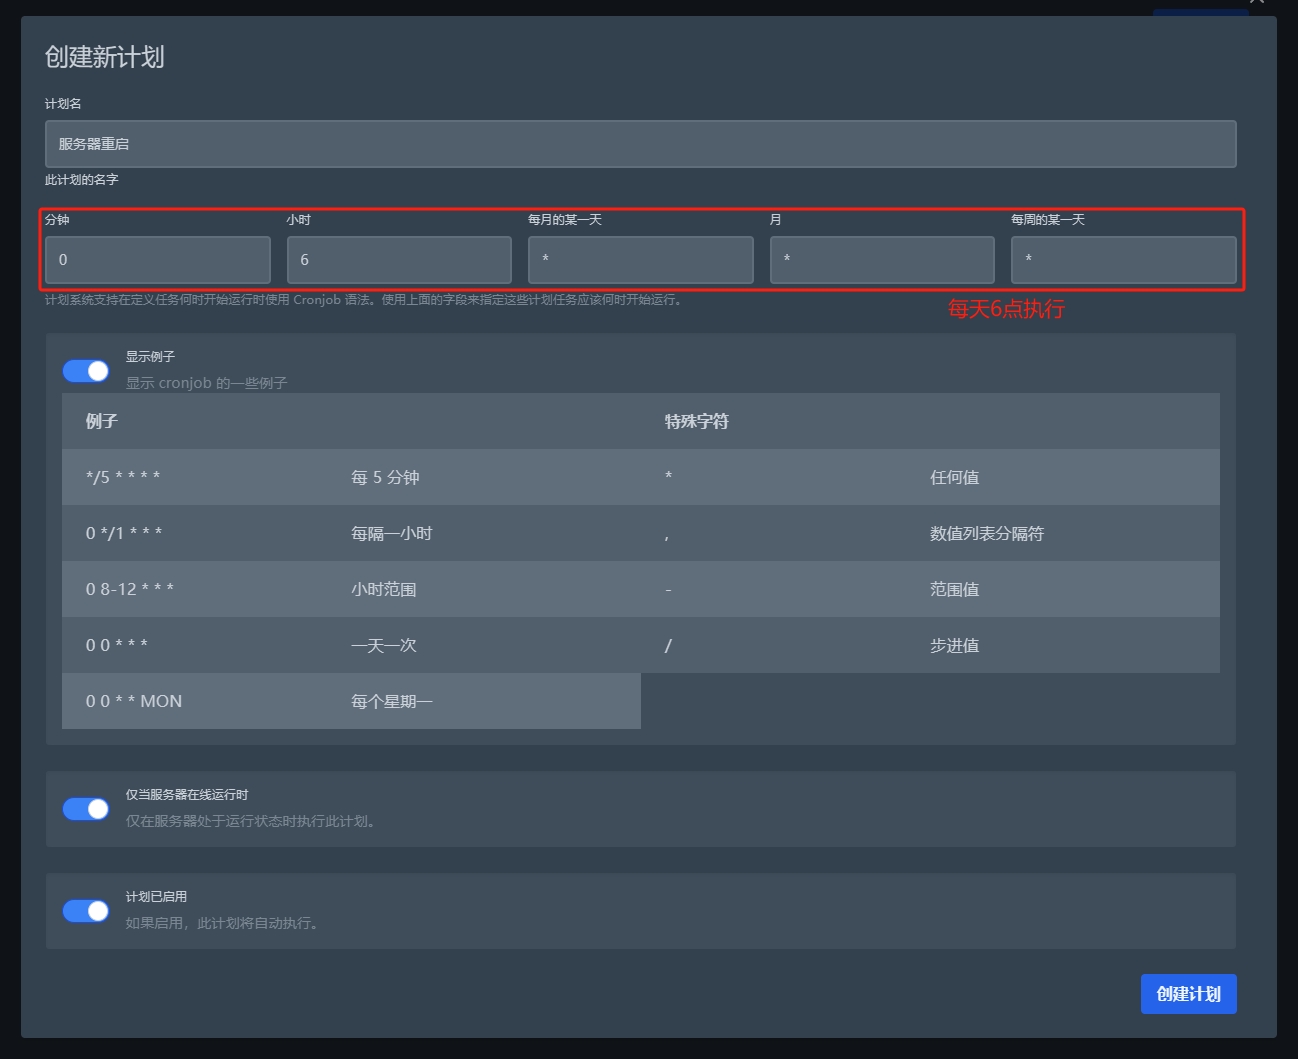 创建新计划
计划名
服务器重启
此计划的名字
分钟 小时 每月的某一天 月 每周的某一天
0 6 * * *
计划系统支持在定义任务何时开始运行时使用 Cronjob 语法。使用上面的字段来指定这些计划任务应该何时开始运行。
每天6点执行
显示例子
显示 cronjob 的一些例子
例子 特殊字符
*/5 * * * * 每 5 分钟 * 任何值
0 */1 * * * 每隔一小时 , 数值列表分隔符
0 8-12 * * * 小时范围 - 范围值
0 0 * * * 一天一次 / 步进值
0 0 * * MON 每个星期一
仅当服务器在线运行时
仅在服务器处于运行状态时执行此计划。
计划已启用
如果启用，此计划将自动执行。
创建计划